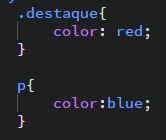 .destaque{
    color: red;
}

p{
    color:blue;
}